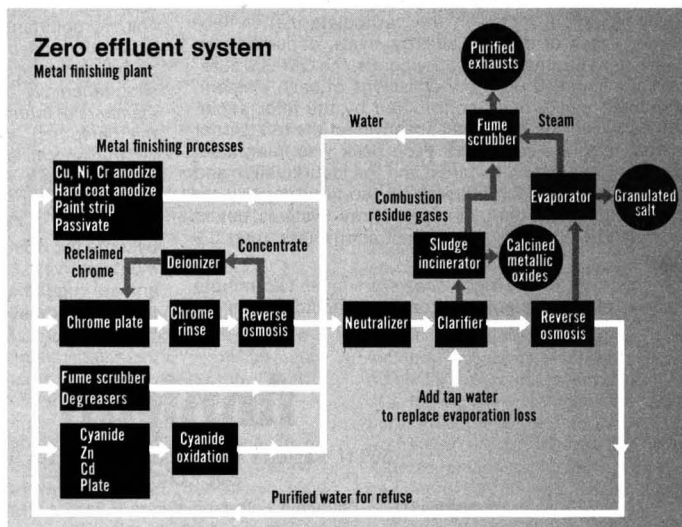 Zero effluent system
Metal finishing plant
Purified
exhausts
Water
Fume
scrubber
Steam
Metal finishing processes
Cu, Ni, Cr anodize
Hard coat anodize
Paint strip
Passivate
Combustion
residue gases
Evaporator
Granulated
salt
Reclaimed
chrome
Deionizer
Concentrate
Sludge
incinerator
Calcined
metallic
oxides
Chrome plate
Chrome
rinse
Reverse
osmosis
Neutralizer
Clarifier
Reverse
osmosis
Fume scrubber
Degreasers
Add tap water
to replace evaporation loss
Cyanide
Zn
Cd
Plate
Cyanide
oxidation
Purified water for refuse